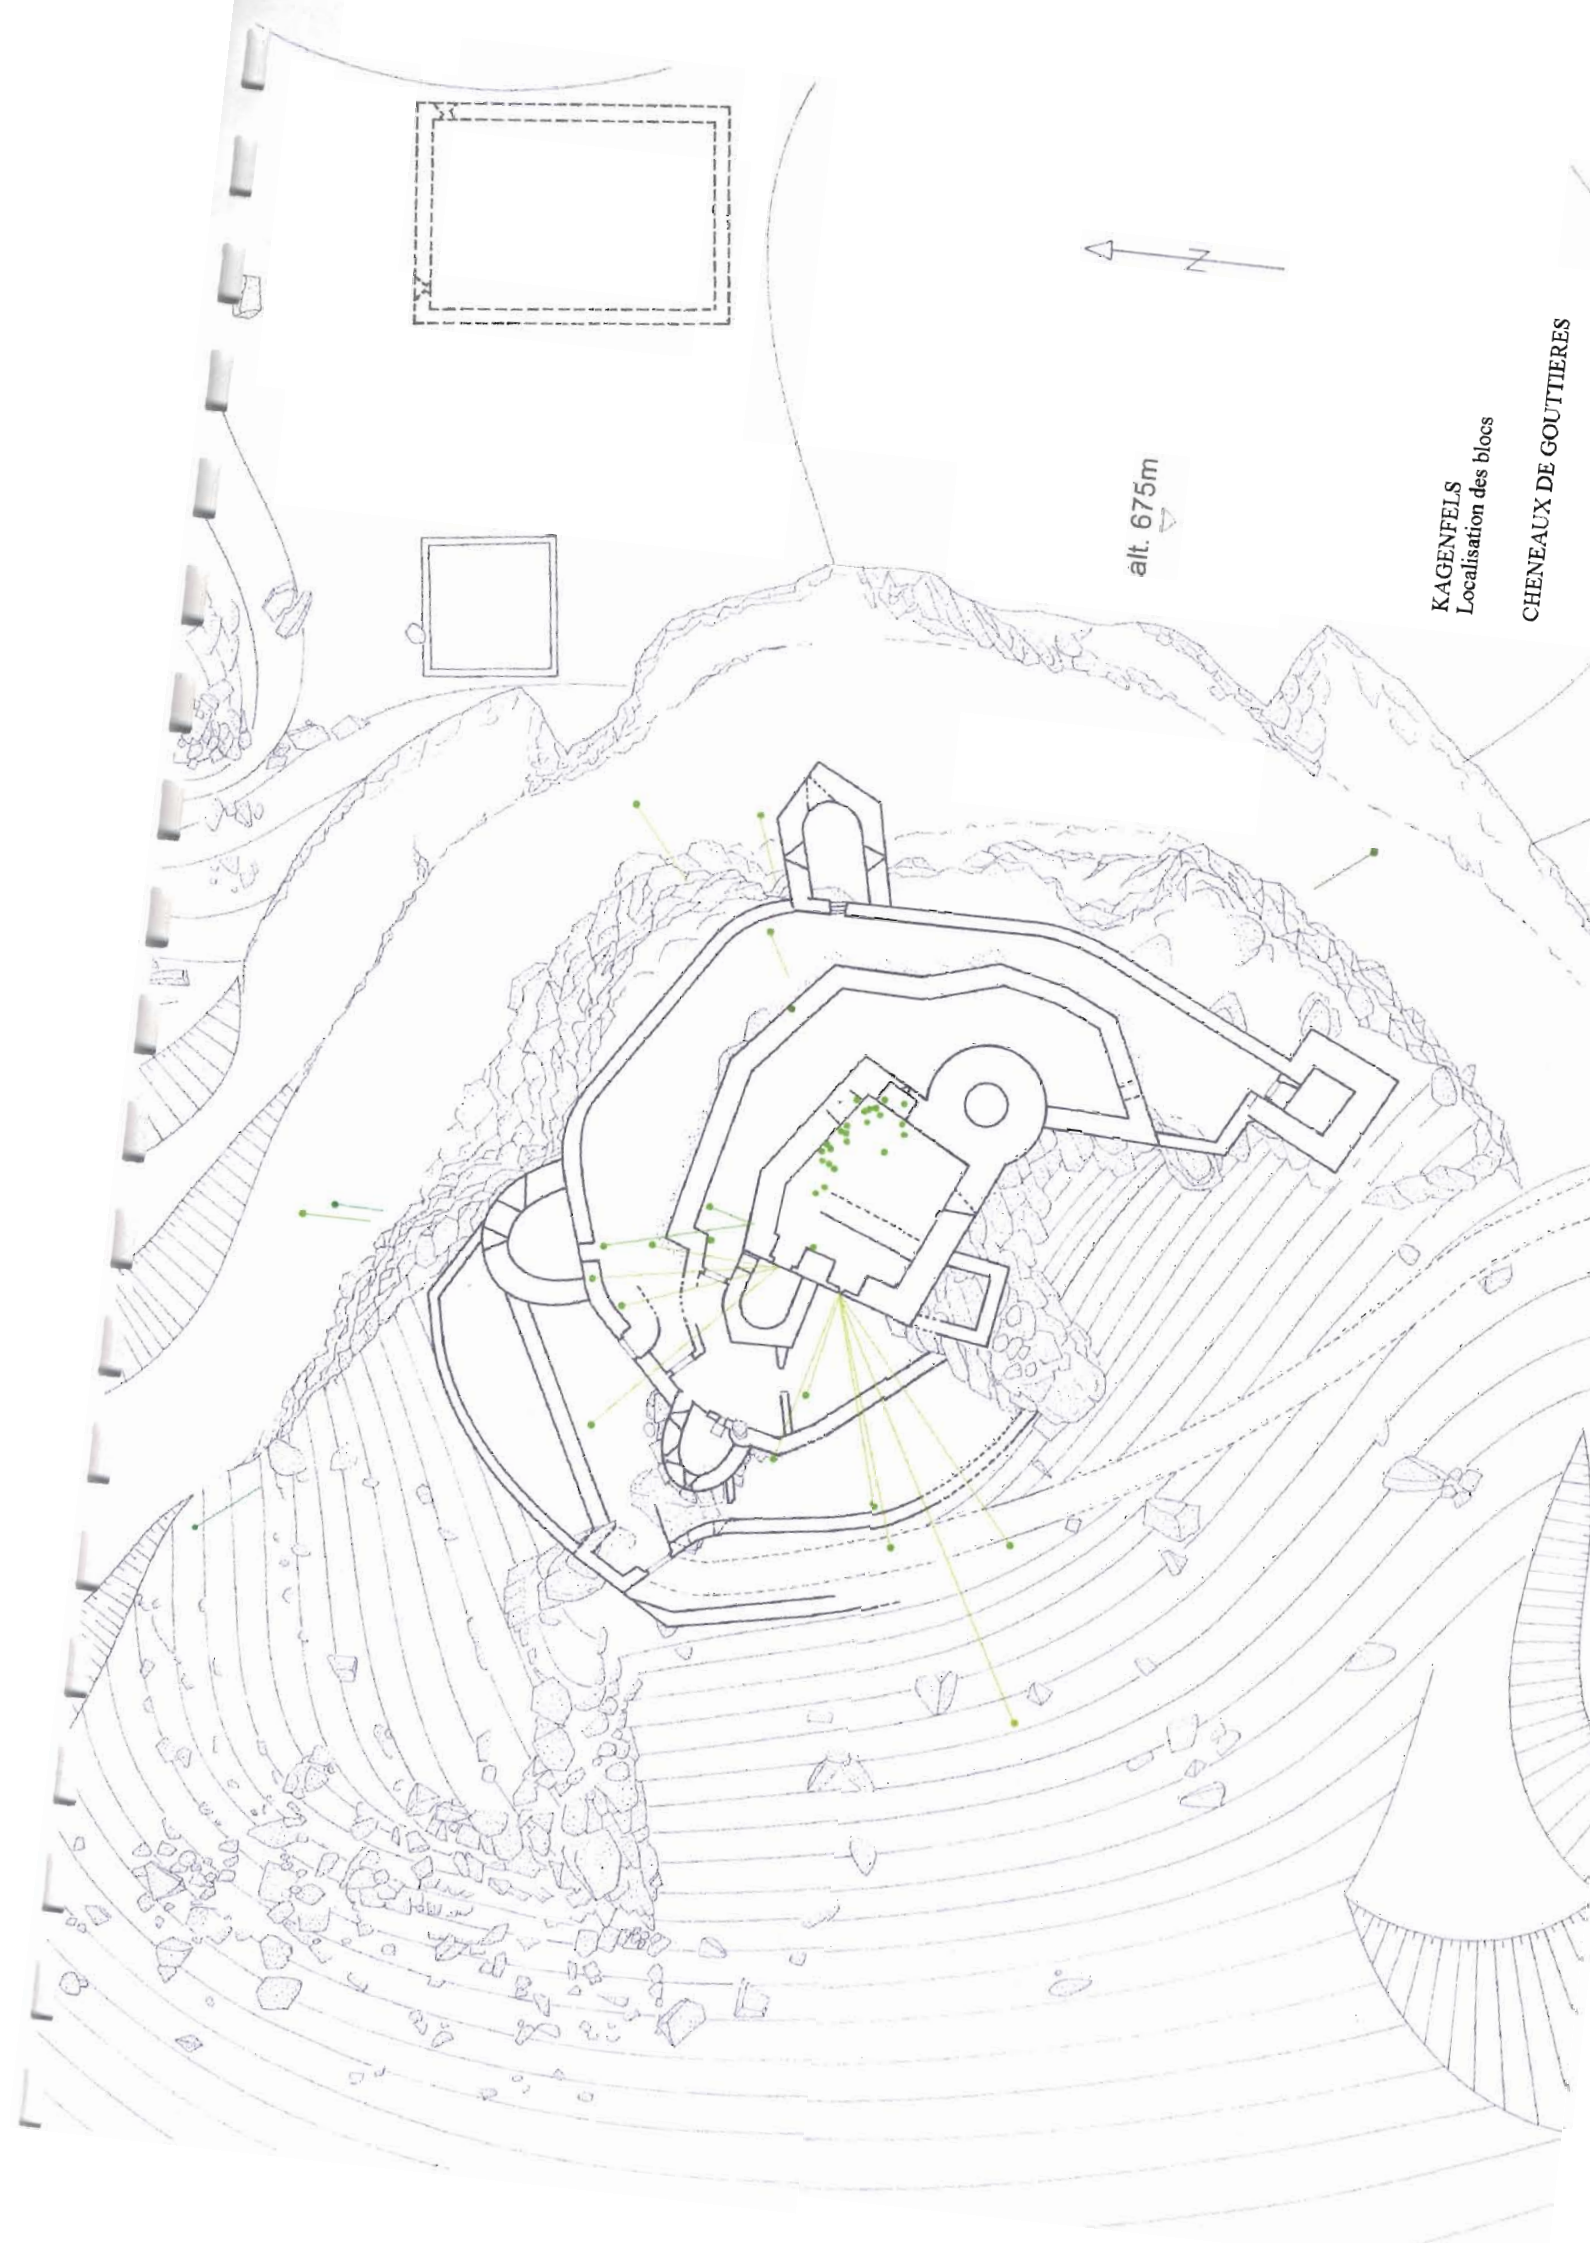 N
alt. 675m
KAGENFELS
Localisation des blocs
CHENEAUX DE GOUTTIERES